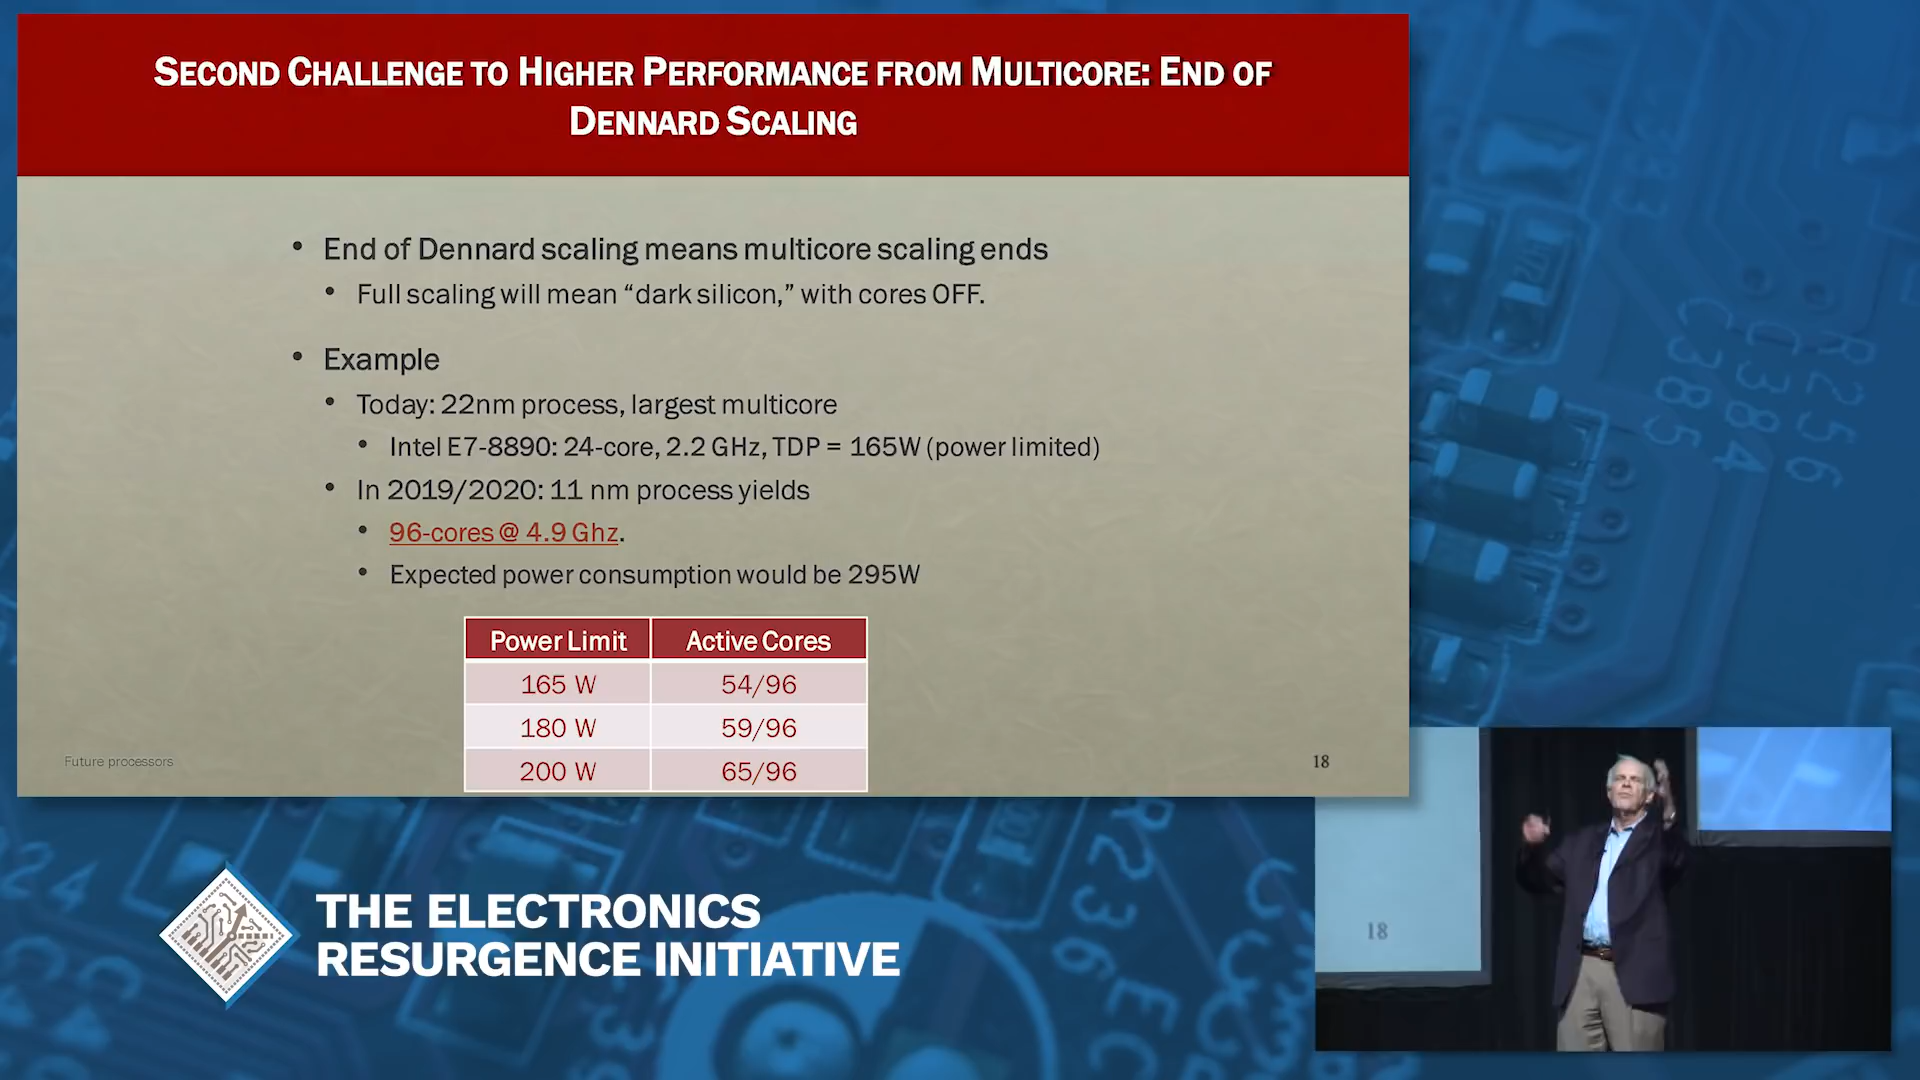 SECOND CHALLENGE TO HIGHER PERFORMANCE FROM MULTICORE: END OF
DENNARD SCALING
• End of Dennard scaling means multicore scaling ends
• Full scaling will mean “dark silicon,” with cores OFF.
• Example
• Today: 22nm process, largest multicore
• Intel E7-8890: 24-core, 2.2 GHz, TDP = 165W (power limited)
• In 2019/2020: 11 nm process yields
• 96-cores @ 4.9 Ghz.
• Expected power consumption would be 295W
Power Limit Active Cores
165 W 54/96
180 W 59/96
200 W 65/96
Future processors
18
THE ELECTRONICS
RESURGENCE INITIATIVE
18
R256
C384
C385
R236